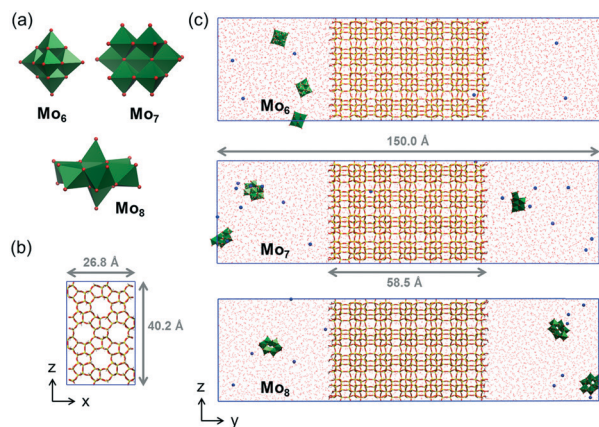 (a)
Mo₆
Mo₇
Mo₈
(b)
26.8 Å
40.2 Å
z
x
(c)
Mo₆
150.0 Å
Mo₇
58.5 Å
Mo₈
z
y